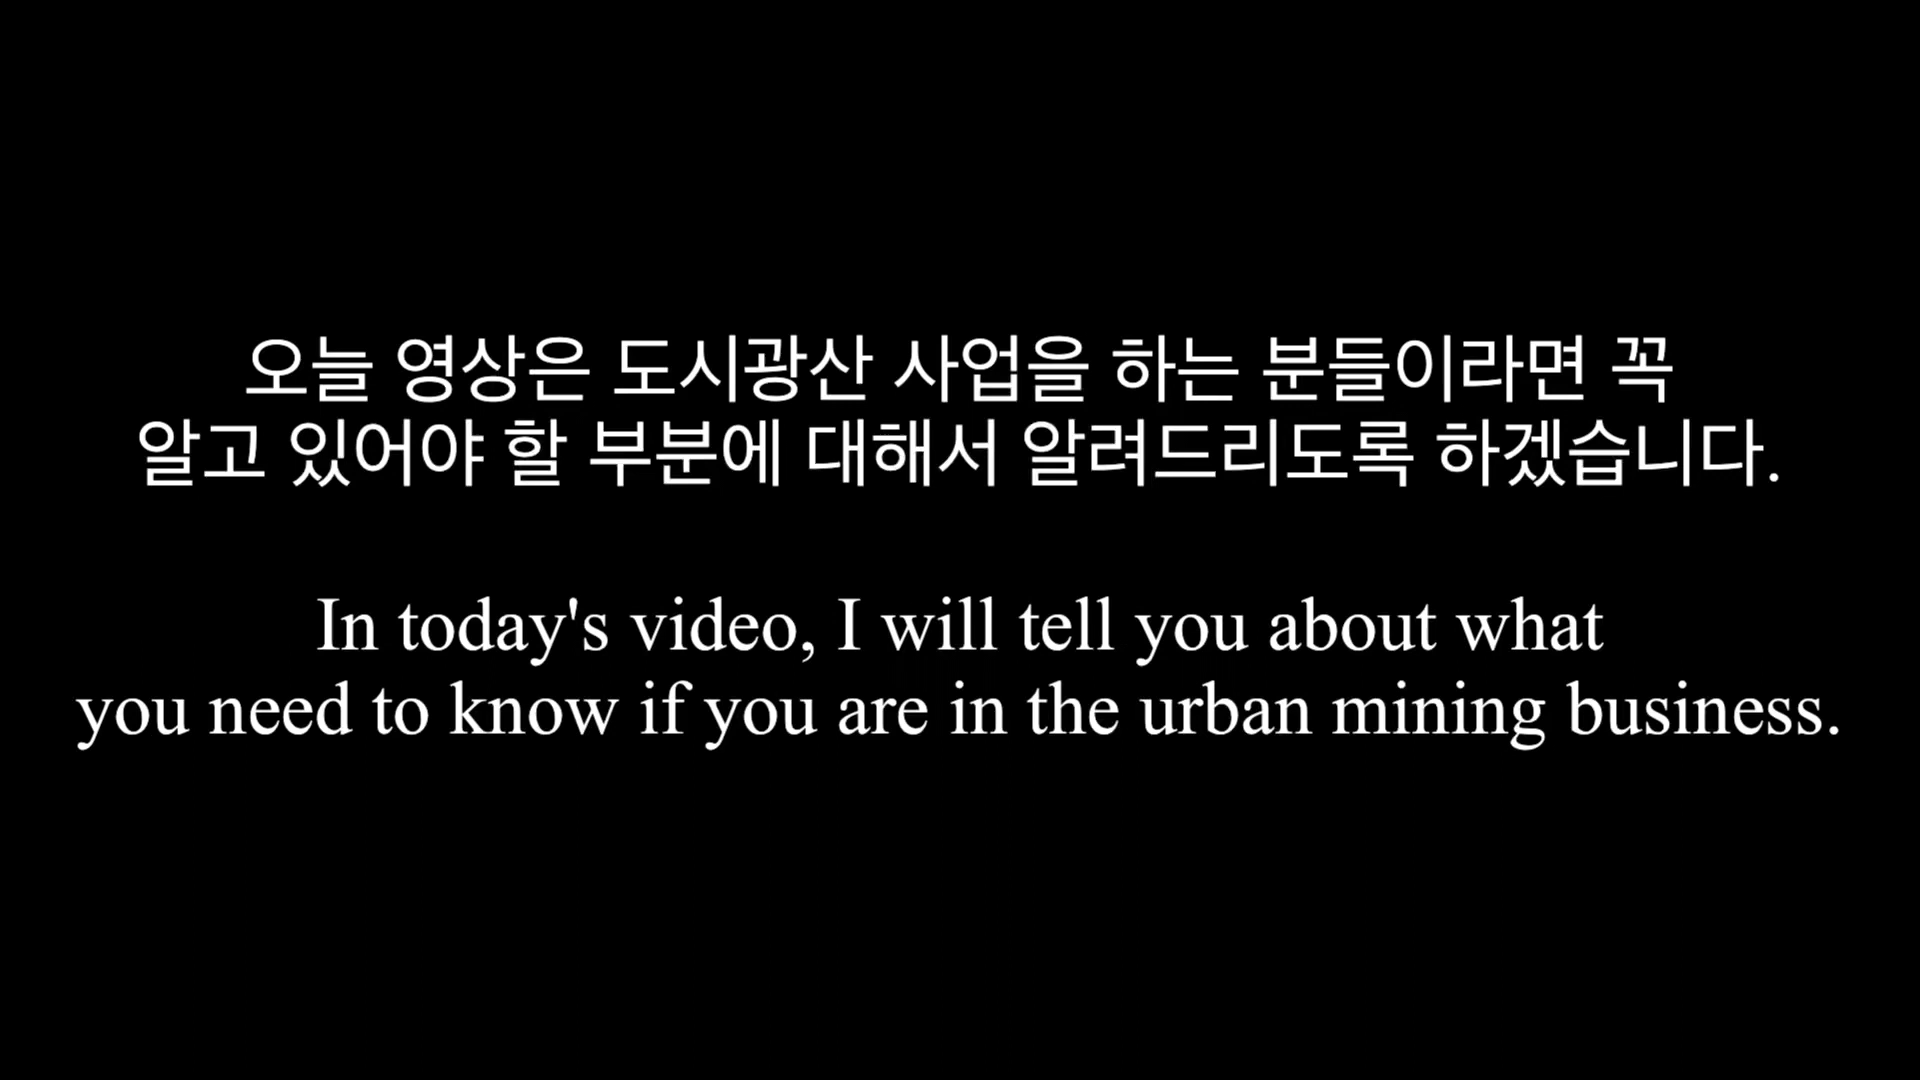 오늘 영상은 도시광산 사업을 하는 분들이라면 꼭
알고 있어야 할 부분에 대해서 알려드리도록 하겠습니다.
In today's video, I will tell you about what
you need to know if you are in the urban mining business.